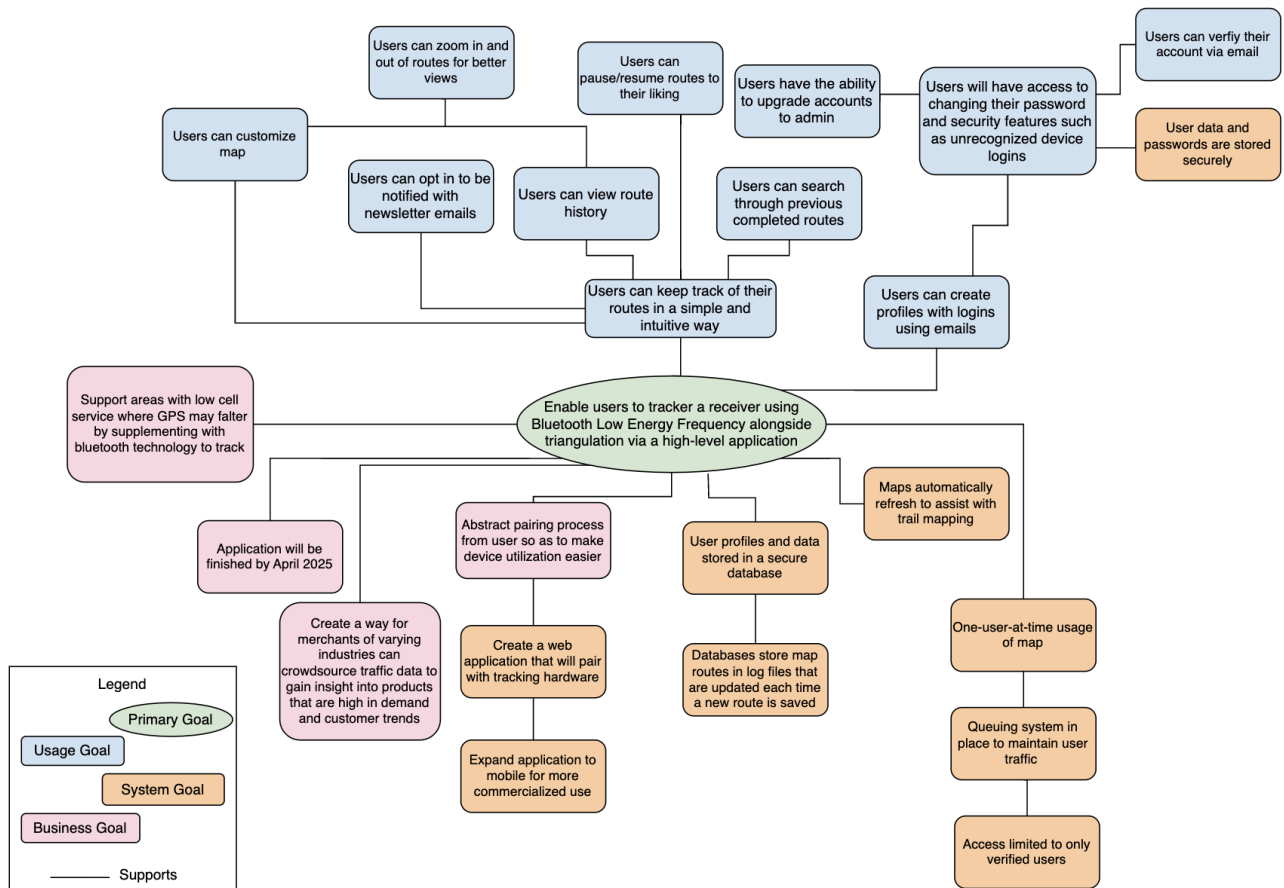 Users can zoom in and
out of routes for better
views
Users can
pause/resume routes to
their liking
Users have the ability
to upgrade accounts
to admin
Users will have access to
changing their password
and security features such
as unrecognized device
logins
Users can verfiy their
account via email
User data and
passwords are stored
securely
Users can customize
map
Users can opt in to be
notified with
newsletter emails
Users can view route
history
Users can search
through previous
completed routes
Users can keep track of their
routes in a simple and
intuitive way
Users can create
profiles with logins
using emails
Support areas with low cell
service where GPS may falter
by supplementing with
bluetooth technology to track
Enable users to tracker a receiver using
Bluetooth Low Energy Frequency alongside
triangulation via a high-level application
Maps automatically
refresh to assist with
trail mapping
Application will be
finished by April 2025
Abstract pairing process
from user so as to make
device utilization easier
User profiles and data
stored in a secure
database
Create a way for
merchants of varying
industries can
crowdsource traffic data to
gain insight into products
that are high in demand
and customer trends
Create a web
application that will pair
with tracking hardware
Databases store map
routes in log files that
are updated each time
a new route is saved
One-user-at-time usage
of map
Expand application to
mobile for more
commercialized use
Queuing system in
place to maintain user
traffic
Access limited to only
verified users
Legend
Primary Goal
Usage Goal
System Goal
Business Goal
Supports